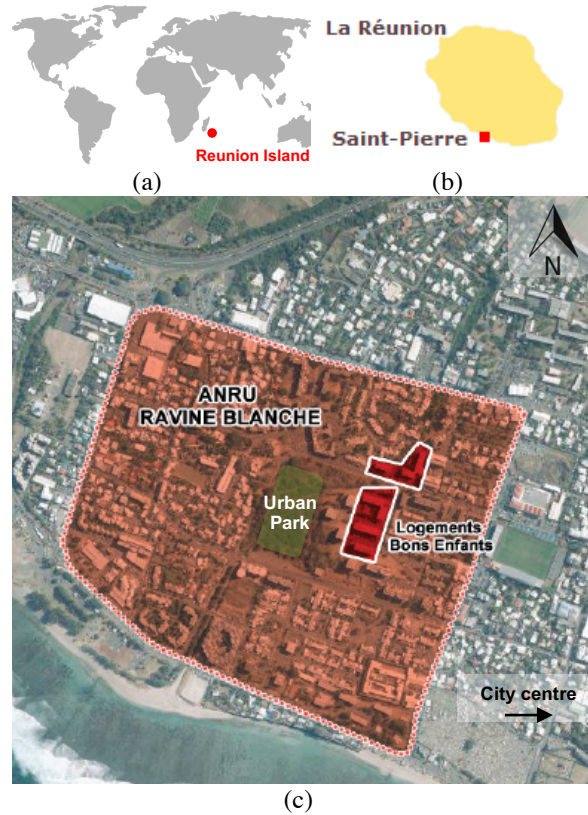 Reunion Island
(a)
La Réunion
Saint-Pierre
(b)
N
ANRU
RAVINE BLANCHE
Urban
Park
Logements
Bons Enfants
City centre
(c)